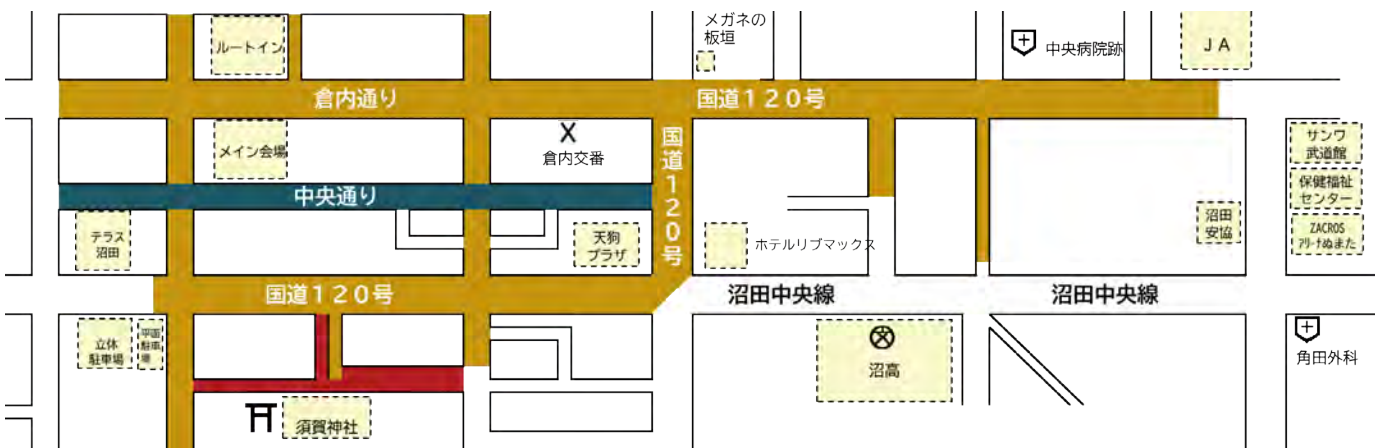 メガネの
板垣
ルートイン
中央病院跡
ＪＡ
倉内通り
国道１２０号
メイン会場
倉内交番
国道１２０号
サンワ
武道館
保健福祉
センター
ZACROS
アリーナぬまた
中央通り
テラス
沼田
天狗
プラザ
ホテルリブマックス
沼田
安協
国道１２０号
沼田中央線
沼田中央線
立体
駐車場
平面
駐車
場
沼高
角田外科
須賀神社